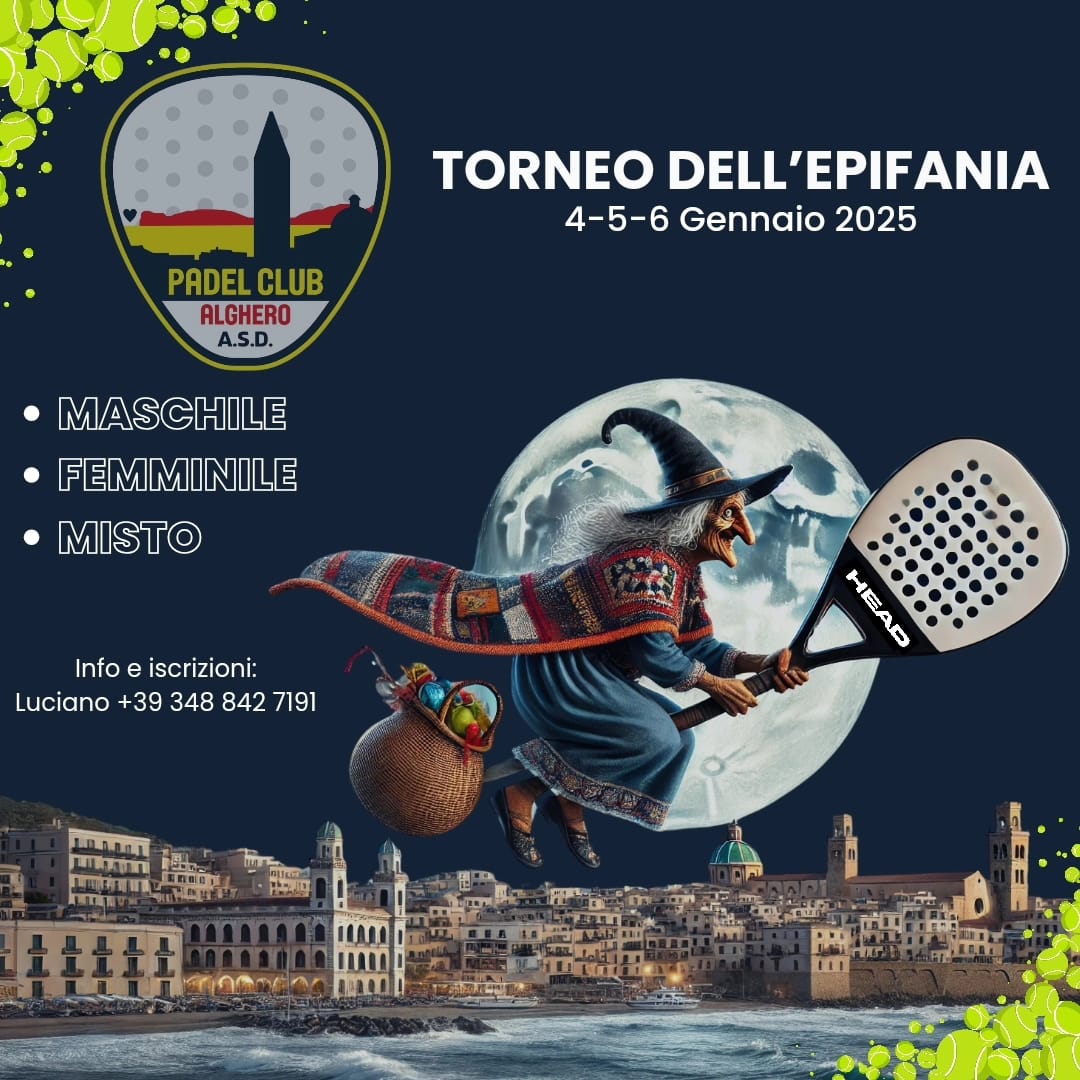 PADEL CLUB
ALGHERO
A.S.D.
TORNEO DELL’EPIFANIA
4-5-6 Gennaio 2025
MASCHILE
FEMMINILE
MISTO
HEAD
Info e iscrizioni:
Luciano +39 348 842 7191